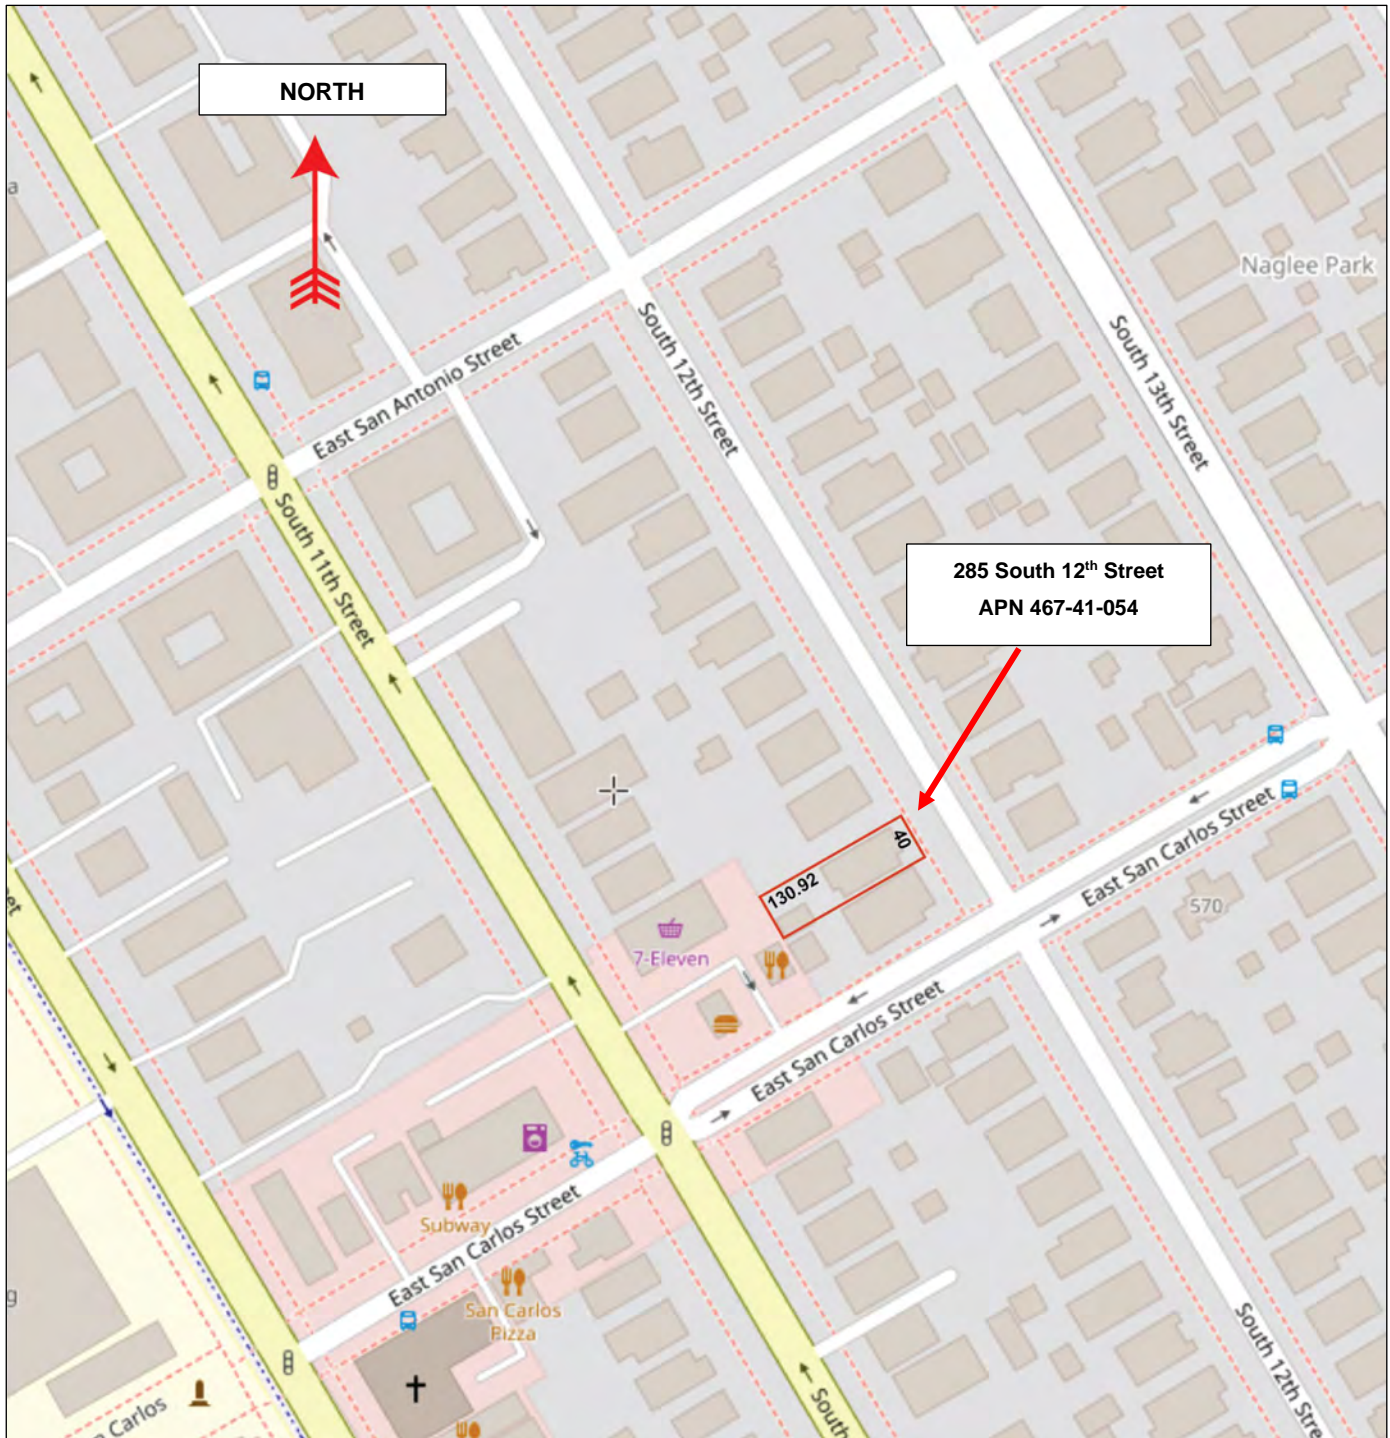 NORTH
a
Naglee Park
South 12th Street
South 13th Street
East San Antonio Street
South 11th Street
285 South 12th Street
APN 467-41-054
40
130.92
East San Carlos Street
570
7-Eleven
East San Carlos Street
Subway
East San Carlos Street
San Carlos
Pizza
g
South 12th Stre
South
Carlos